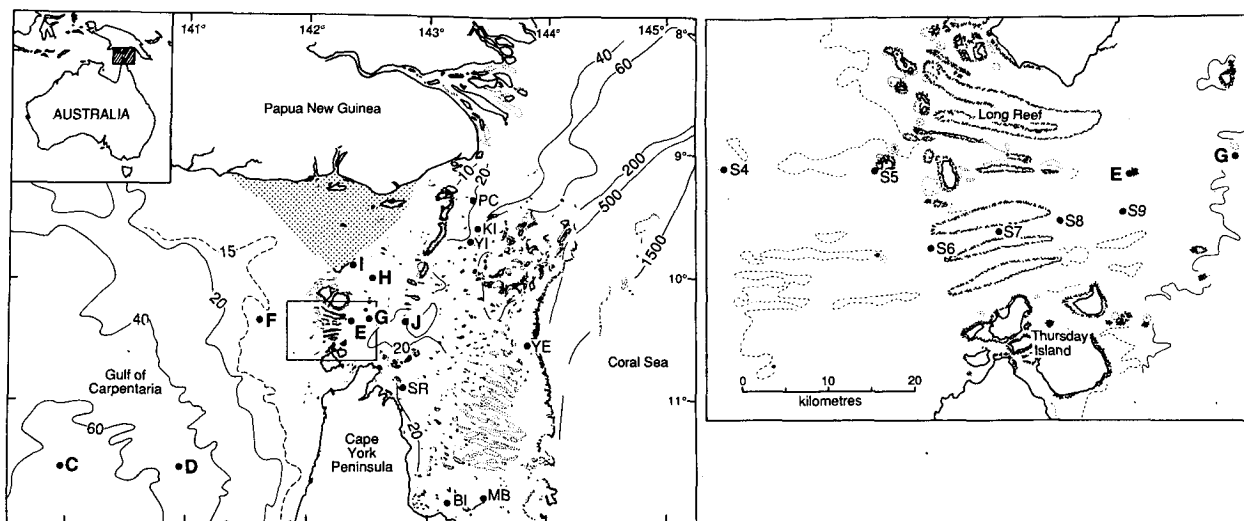 141°
142°
143°
144°
145°
8°
AUSTRALIA
Papua New Guinea
40
60
200
500
1500
10
20
PC
KI
YI
9°
15
20
40
I
H
10°
F
E
G
J
20
YE
Coral Sea
Gulf of
Carpentaria
SR
20
60
Cape
York
Peninsula
11°
C
D
BI
MB
Long Reef
S4
S5
E
G
S9
S8
S7
S6
Thursday
Island
0
10
20
kilometres